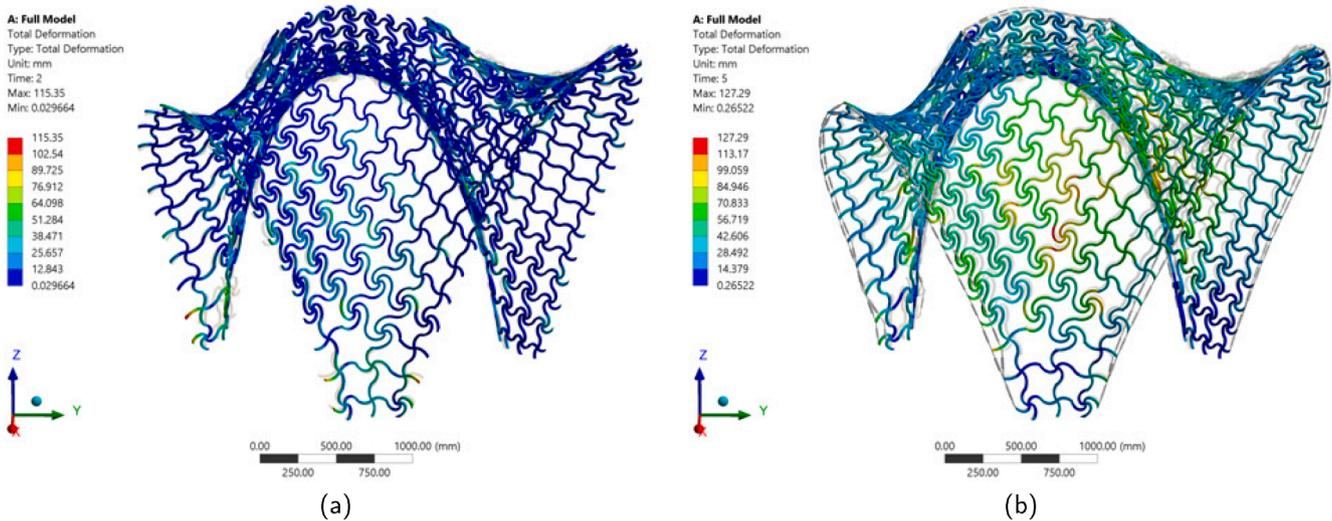 A: Full Model
Total Deformation
Type: Total Deformation
Unit: mm
Time: 2
Max: 115.35
Min: 0.029664
115.35
102.54
89.725
76.912
64.098
51.284
38.471
25.657
12.843
0.029664
Z
Y
X
0.00 500.00 1000.00 (mm)
250.00 750.00
(a)
A: Full Model
Total Deformation
Type: Total Deformation
Unit: mm
Time: 5
Max: 127.29
Min: 0.26522
127.29
113.17
99.059
84.946
70.833
56.719
42.606
28.492
14.379
0.26522
Z
Y
X
0.00 500.00 1000.00 (mm)
250.00 750.00
(b)